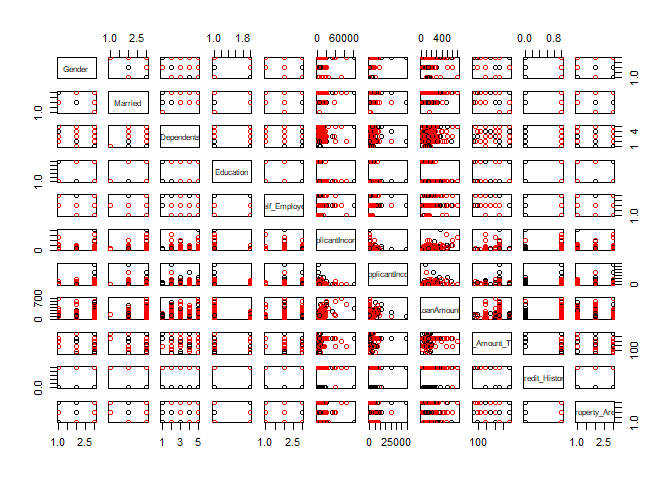 1.0 2.5 1.0 1.8 0 60000 0 400 0.0 0.8
Gender 1.0
1.0 Married
Dependents 1 4
1.0 Education
elf_Employe 1.0
0 plicantIncon
pplicantInco 0
0 700 LoanAmount
_Amount_T 100
0.0 redit_Histor
roperty_Are 1.0
1.0 2.5 1 3 5 1.0 2.5 0 25000 100 1.0 2.5